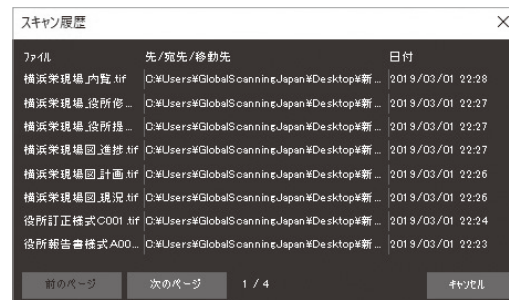 スキャン履歴
ファイル 先/宛先/移動先 日付
横浜栄現場_内覧.tif C:¥Users¥GlobalScanningJapan¥Desktop¥新 ... 2019/03/01 22:28
横浜栄現場_役所修... C:¥Users¥GlobalScanningJapan¥Desktop¥新 ... 2019/03/01 22:27
横浜栄現場_役所提... C:¥Users¥GlobalScanningJapan¥Desktop¥新 ... 2019/03/01 22:27
横浜栄現場図_進捗.tif C:¥Users¥GlobalScanningJapan¥Desktop¥新 ... 2019/03/01 22:27
横浜栄現場図_計画.tif C:¥Users¥GlobalScanningJapan¥Desktop¥新 ... 2019/03/01 22:26
横浜栄現場図_現況.tif C:¥Users¥GlobalScanningJapan¥Desktop¥新 ... 2019/03/01 22:26
役所訂正様式C001.tif C:¥Users¥GlobalScanningJapan¥Desktop¥新 ... 2019/03/01 22:24
役所報告書様式A00... C:¥Users¥GlobalScanningJapan¥Desktop¥新 ... 2019/03/01 22:23
前のページ 次のページ 1 / 4 キャンセル